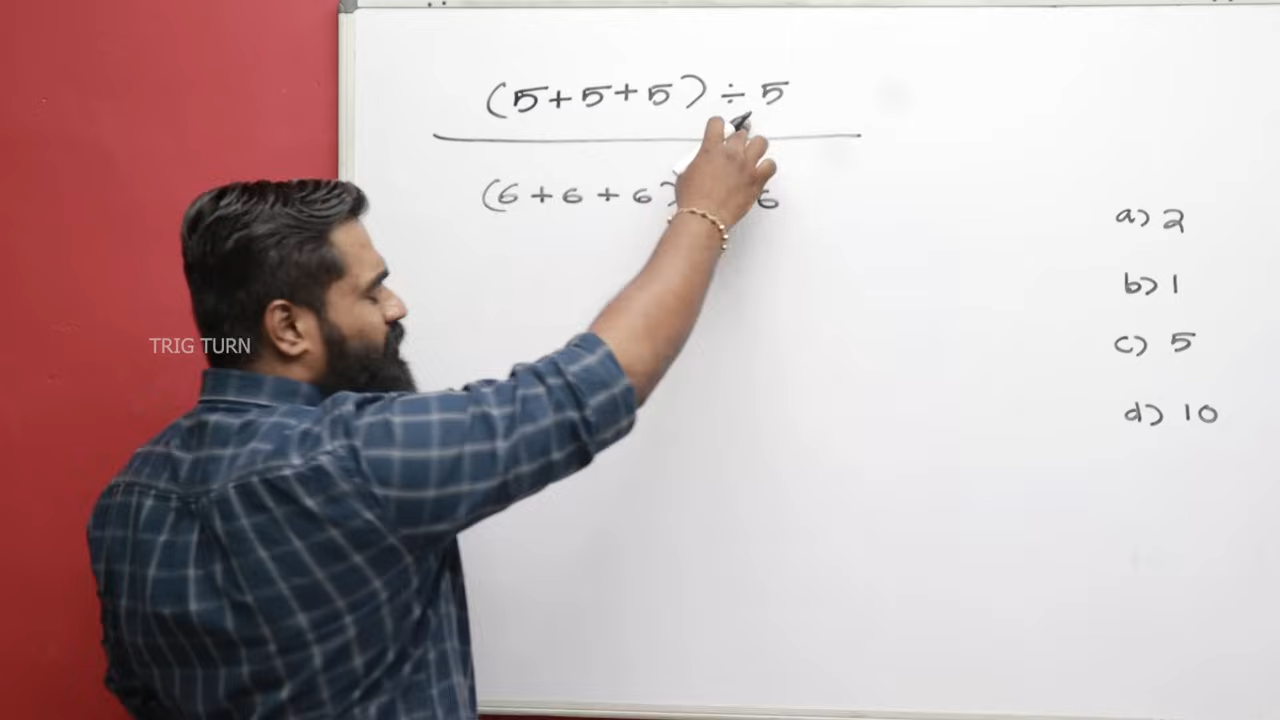 (5+5+5) ÷ 5
(6 + 6 + 6) 6
a) 2
b) 1
c) 5
d) 10
TRIG TURN